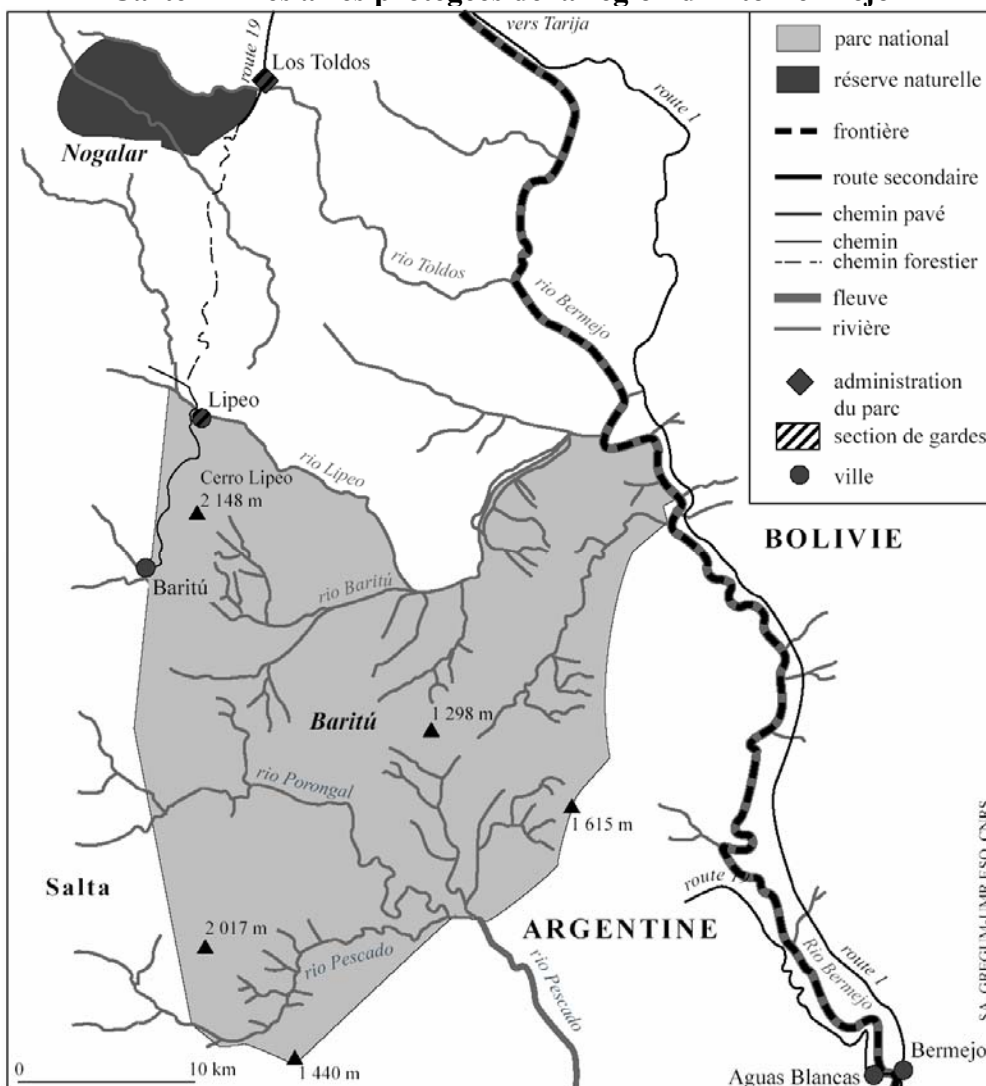 vers Tarija
route 19
Los Toldos
route 1
Nogalar
rio Toldos
rio Bermejo
Lipeo
rio Lipeo
Cerro Lipeo
2 148 m
BOLIVIE
Baritú
rio Baritú
Baritú
1 298 m
rio Porongal
1 615 m
Salta
route
ARGENTINE
2 017 m
rio Pescado
rio Pescado
Rio Bermejo
route 1
0
10 km
1 440 m
Bermejo
Aguas Blancas
parc national
réserve naturelle
frontière
route secondaire
chemin pavé
chemin
chemin forestier
fleuve
rivière
administration
du parc
section de gardes
ville